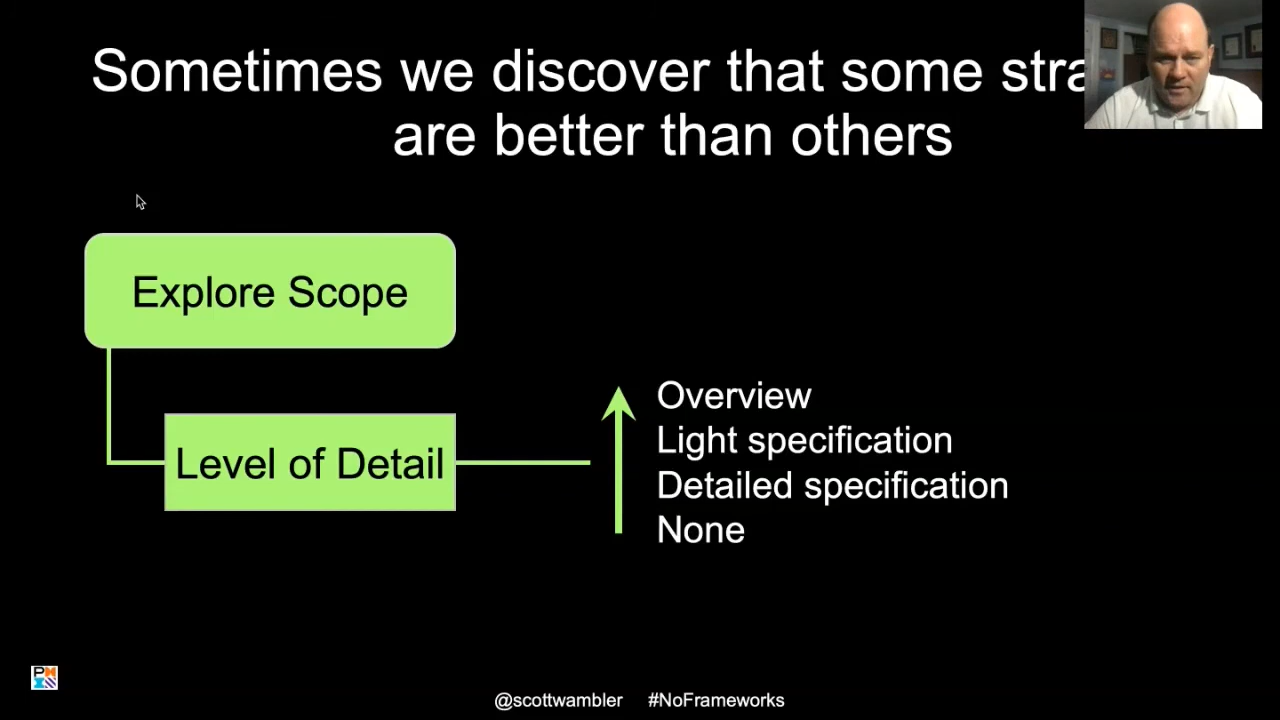 Sometimes we discover that some
are better than others
Explore Scope
Level of Detail
Overview
Light specification
Detailed specification
None
@scottwambler #NoFrameworks